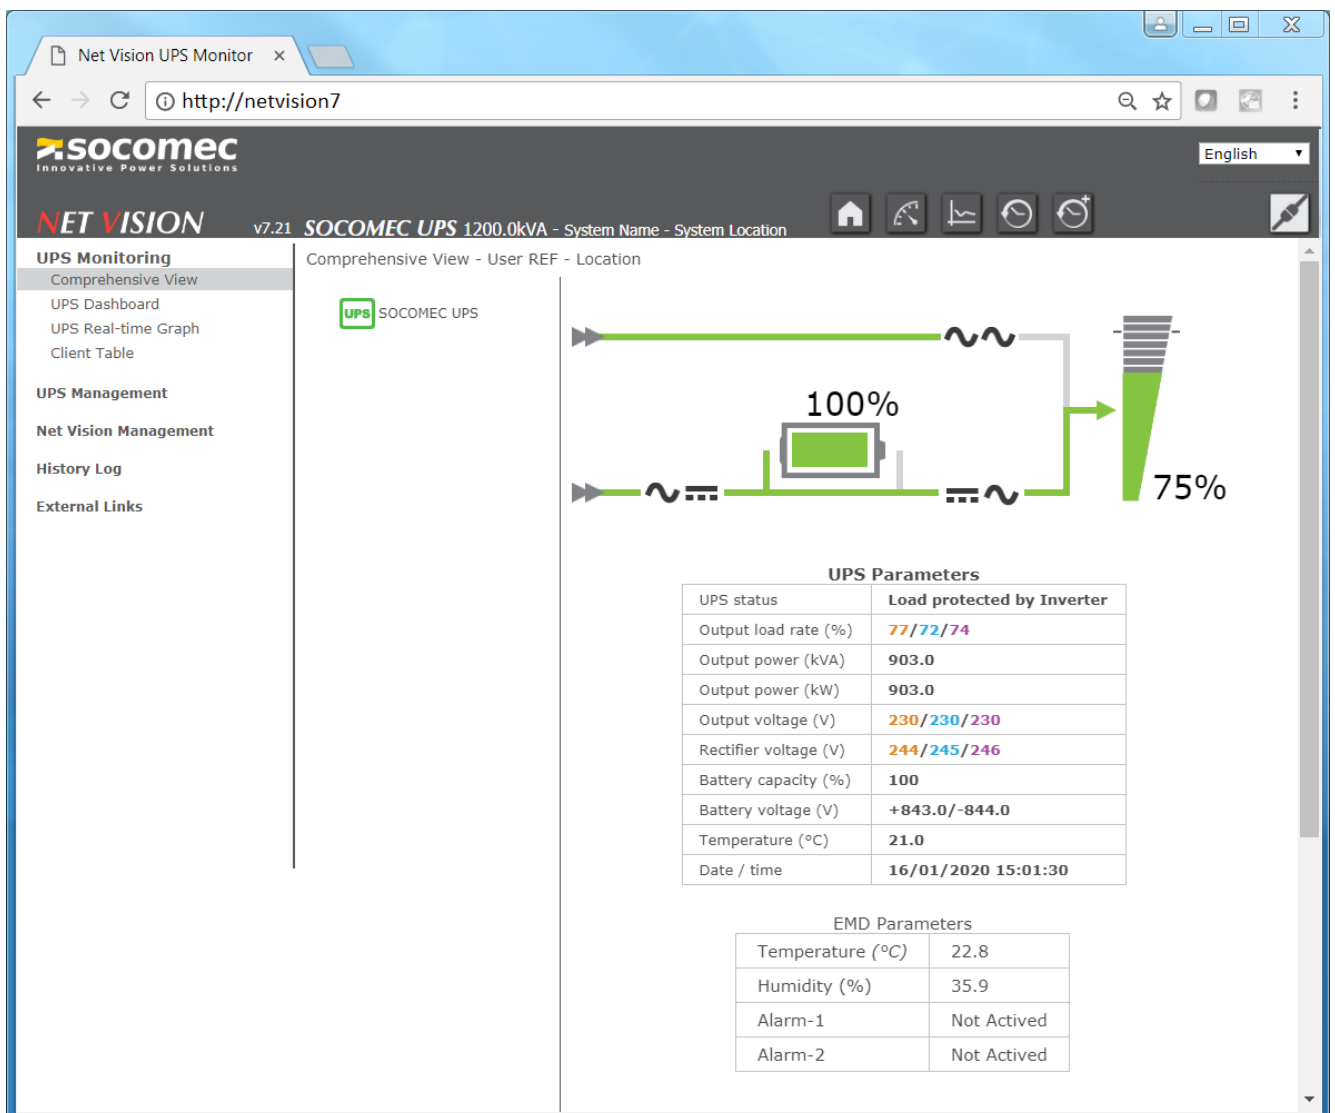 Net Vision UPS Monitor
http://netvision7
socomec
Innovative Power Solutions
English
NET VISION v7.21 SOCOMEC UPS 1200.0kVA - System Name - System Location
UPS Monitoring
Comprehensive View
UPS Dashboard
UPS Real-time Graph
Client Table
UPS Management
Net Vision Management
History Log
External Links
Comprehensive View - User REF - Location
UPS SOCOMEC UPS
100%
75%
UPS Parameters
UPS status Load protected by Inverter
Output load rate (%) 77/72/74
Output power (kVA) 903.0
Output power (kW) 903.0
Output voltage (V) 230/230/230
Rectifier voltage (V) 244/245/246
Battery capacity (%) 100
Battery voltage (V) +843.0/-844.0
Temperature (°C) 21.0
Date / time 16/01/2020 15:01:30
EMD Parameters
Temperature (°C) 22.8
Humidity (%) 35.9
Alarm-1 Not Actived
Alarm-2 Not Actived